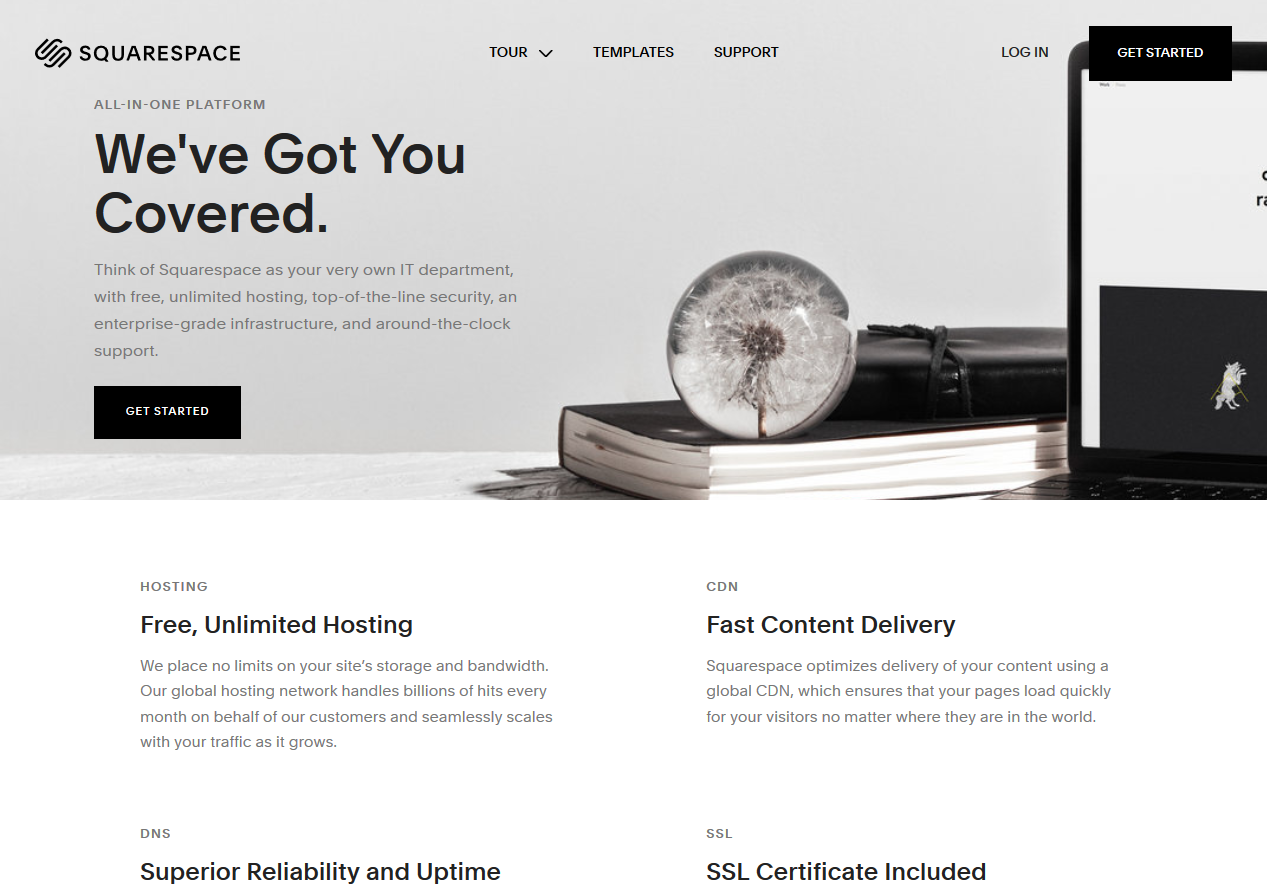 SQUARESPACE
TOUR
TEMPLATES
SUPPORT
LOG IN
GET STARTED
ALL-IN-ONE PLATFORM
We've Got You
Covered.
Think of Squarespace as your very own IT department,
with free, unlimited hosting, top-of-the-line security, an
enterprise-grade infrastructure, and around-the-clock
support.
GET STARTED
HOSTING
Free, Unlimited Hosting
We place no limits on your site’s storage and bandwidth.
Our global hosting network handles billions of hits every
month on behalf of our customers and seamlessly scales
with your traffic as it grows.
CDN
Fast Content Delivery
Squarespace optimizes delivery of your content using a
global CDN, which ensures that your pages load quickly
for your visitors no matter where they are in the world.
DNS
Superior Reliability and Uptime
SSL
SSL Certificate Included